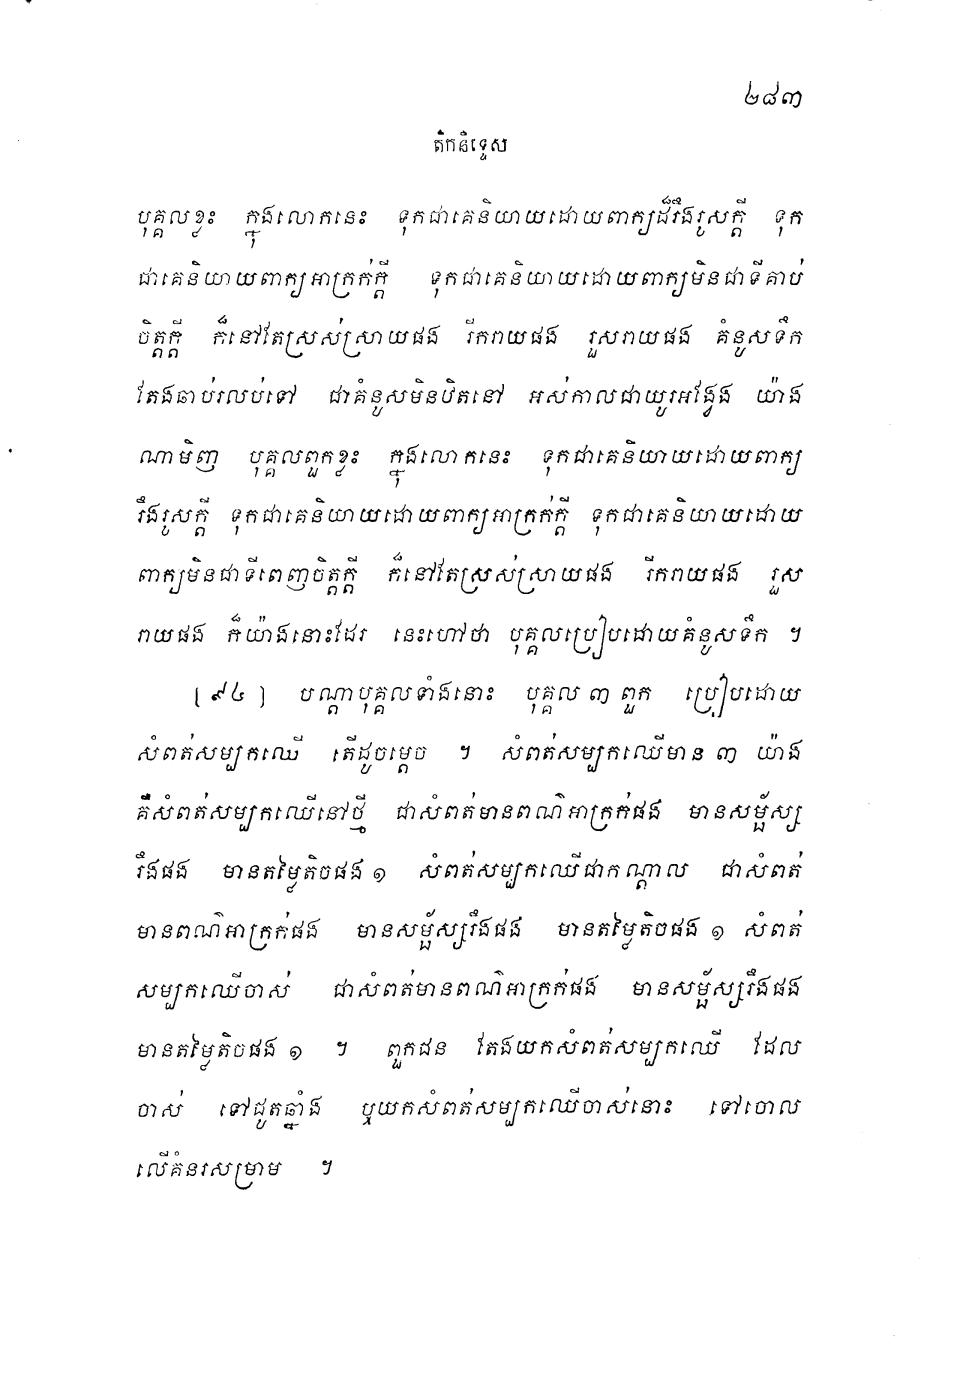 ២៨៣
តិកនិទ្ទេស
បុគ្គលខ្លះ ក្នុងលោកនេះ ទុកជាគេនិយាយដោយពាក្យដ៏រឹងរូសក្តី ទុក
ជាគេនិយាយពាក្យអាក្រក់ក្តី ទុកជាគេនិយាយដោយពាក្យមិនជាទីគាប់
ចិត្តក្តី ក៏នៅតែស្រស់ស្រាយផង រីករាយផង រួសរាយផង គំនូសទឹក
តែងឆាប់រលប់ទៅ ជាគំនូសមិនឋិតនៅ អស់កាលជាយូរអង្វែង យ៉ាង
ណាមិញ បុគ្គលពួកខ្លះ ក្នុងលោកនេះ ទុកជាគេនិយាយដោយពាក្យ
រឹងរូសក្តី ទុកជាគេនិយាយដោយពាក្យអាក្រក់ក្តី ទុកជាគេនិយាយដោយ
ពាក្យមិនជាទីពេញចិត្តក្តី ក៏នៅតែស្រស់ស្រាយផង រីករាយផង រួស
រាយផង ក៏យ៉ាងនោះដែរ នេះហៅថា បុគ្គលប្រៀបដោយគំនូសទឹក ។
[៩៤] បណ្តាបុគ្គលទាំងនោះ បុគ្គល ៣ ពួក ប្រៀបដោយ
សំពត់សម្បកឈើ តើដូចម្តេច ។ សំពត់សម្បកឈើមាន ៣ យ៉ាង
គឺសំពត់សម្បកឈើនៅថ្មី ជាសំពត់មានពណ៌អាក្រក់ផង មានសម្ផ័ស្ស
រឹងផង មានតម្លៃតិចផង ១ សំពត់សម្បកឈើជាកណ្តាល ជាសំពត់
មានពណ៌អាក្រក់ផង មានសម្ផ័ស្សរឹងផង មានតម្លៃតិចផង ១ សំពត់
សម្បកឈើចាស់ ជាសំពត់មានពណ៌អាក្រក់ផង មានសម្ផ័ស្សរឹងផង
មានតម្លៃតិចផង ១ ។ ពួកជន តែងយកសំពត់សម្បកឈើ ដែល
ចាស់ ទៅដូតឆ្នាំង ឬយកសំពត់សម្បកឈើចាស់នោះ ទៅចោល
លើគំនរសម្រាម ។